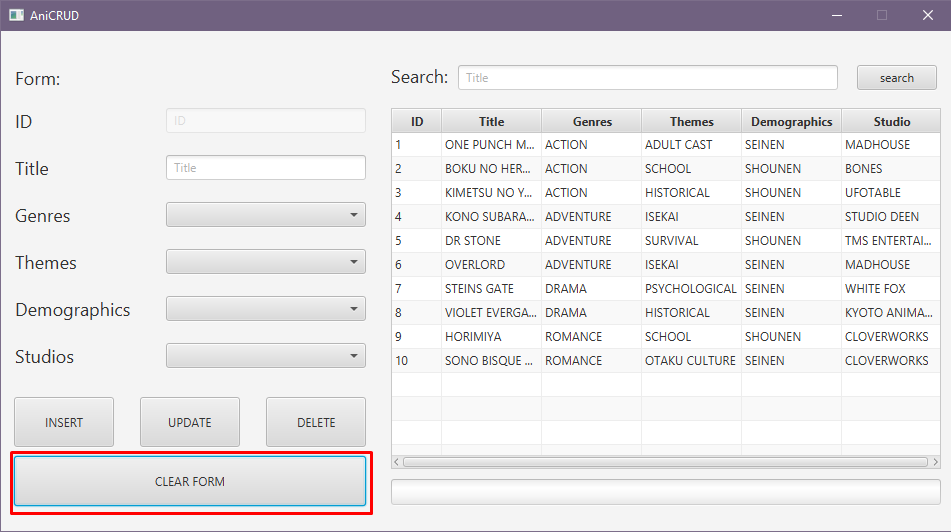 AniCRUD
Form:
ID
ID
Title
Title
Genres
Themes
Demographics
Studios
INSERT UPDATE DELETE
CLEAR FORM
Search: Title search
ID Title Genres Themes Demographics Studio
1 ONE PUNCH M... ACTION ADULT CAST SEINEN MADHOUSE
2 BOKU NO HER... ACTION SCHOOL SHOUNEN BONES
3 KIMETSU NO Y... ACTION HISTORICAL SHOUNEN UFOTABLE
4 KONO SUBARA... ADVENTURE ISEKAI SEINEN STUDIO DEEN
5 DR STONE ADVENTURE SURVIVAL SHOUNEN TMS ENTERTAI...
6 OVERLORD ADVENTURE ISEKAI SEINEN MADHOUSE
7 STEINS GATE DRAMA PSYCHOLOGICAL SEINEN WHITE FOX
8 VIOLET EVERGA... DRAMA HISTORICAL SEINEN KYOTO ANIMA...
9 HORIMIYA ROMANCE SCHOOL SHOUNEN CLOVERWORKS
10 SONO BISQUE ... ROMANCE OTAKU CULTURE SEINEN CLOVERWORKS